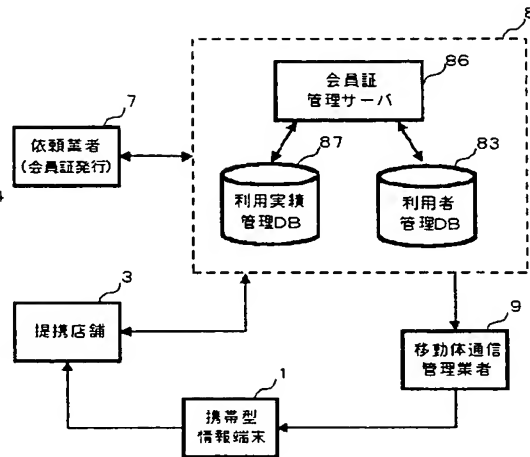 8
86
会員証
管理サーバ
7
依頼業者
(会員証発行)
87
83
利用実績
管理DB
利用者
管理DB
3
提携店舗
9
移動体通信
管理業者
1
携帯型
情報端末